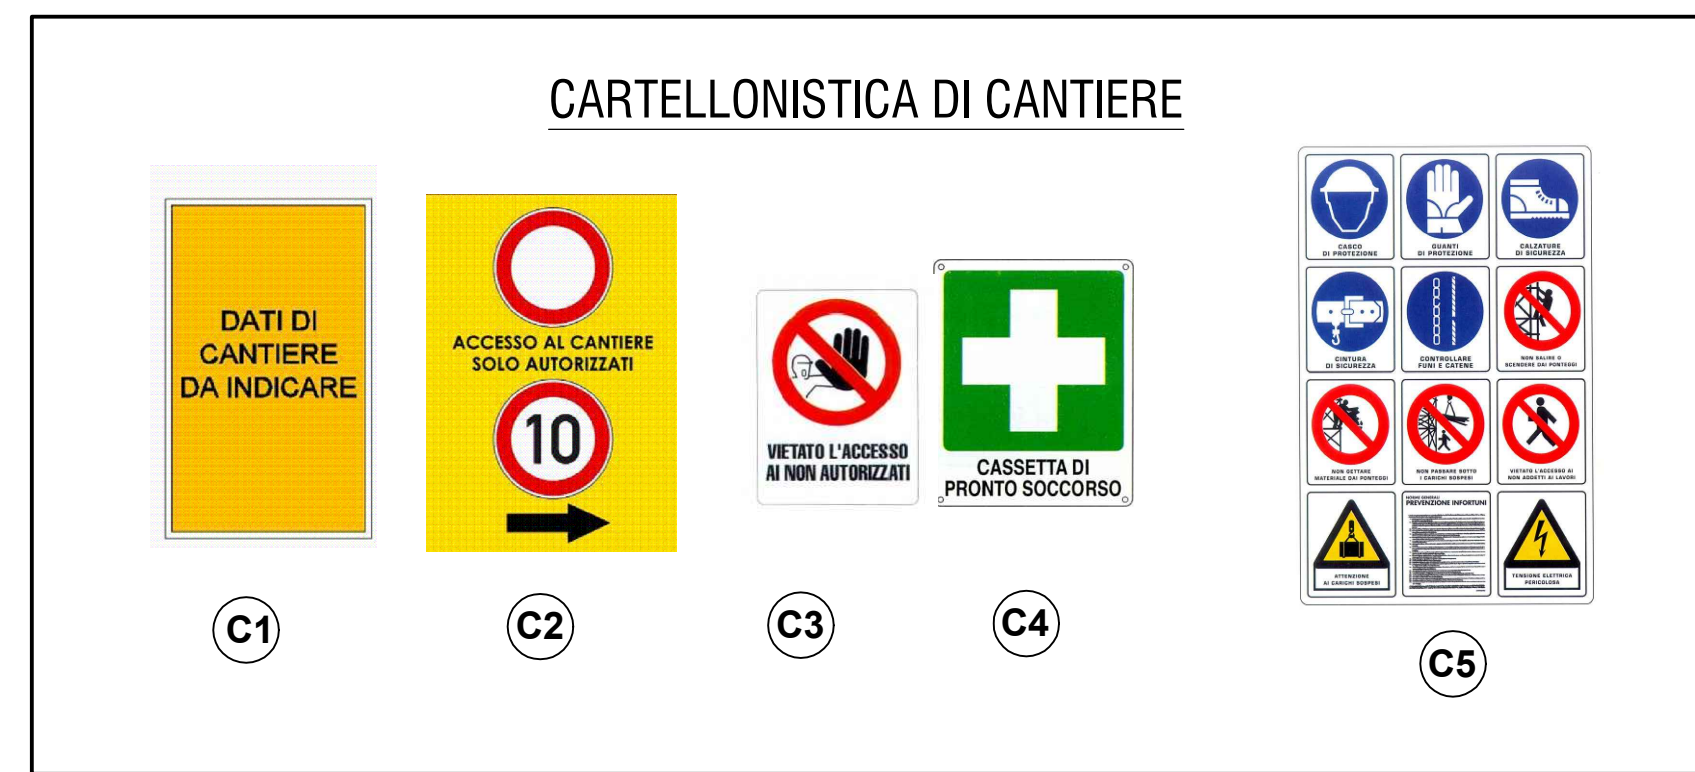 CARTELLONISTICA DI CANTIERE
DATI DI
CANTIERE
DA INDICARE
C1
ACCESSO AL CANTIERE
SOLO AUTORIZZATI
10
C2
VIETATO L'ACCESSO
AI NON AUTORIZZATI
C3
CASSETTA DI
PRONTO SOCCORSO
C4
CASCO
DI PROTEZIONE
GUANTI
DI PROTEZIONE
CALZATURE
DI SICUREZZA
CINTURA
DI SICUREZZA
CONTROLLARE
FUNI E CATENE
NON SALIRE O
SCENDERE DAI PONTEGGI
NON GETTARE
MATERIALE DAI PONTEGGI
NON PASSARE SOTTO
I CARICHI SOSPESI
VIETATO L'ACCESSO AI
NON ADDETTI AI LAVORI
ATTENZIONE
AI CARICHI SOSPESI
NORME GENERALI
PREVENZIONE INFORTUNI
TENSIONE ELETTRICA
PERICOLOSA
C5